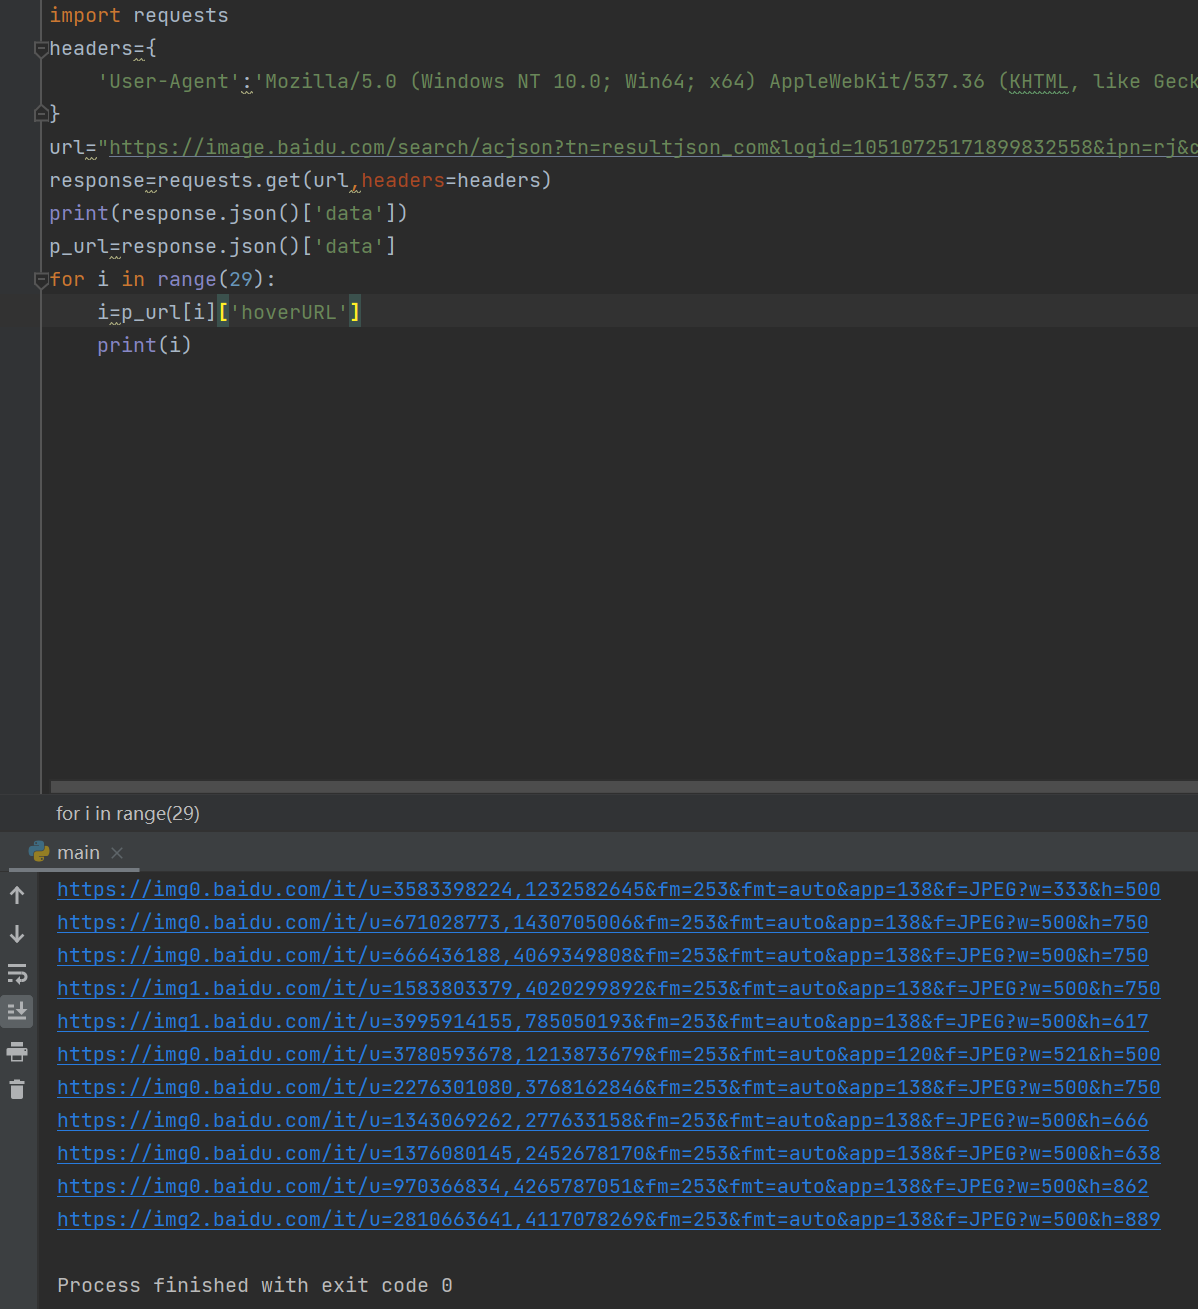 import requests
headers={
    'User-Agent':'Mozilla/5.0 (Windows NT 10.0; Win64; x64) AppleWebKit/537.36 (KHTML, like Geck
}
url="https://image.baidu.com/search/acjson?tn=resultjson_com&logid=10510725171899832558&ipn=rj&c
response=requests.get(url,headers=headers)
print(response.json()['data'])
p_url=response.json()['data']
for i in range(29):
    i=p_url[i]['hoverURL']
    print(i)
for i in range(29)
main
https://img0.baidu.com/it/u=3583398224,1232582645&fm=253&fmt=auto&app=138&f=JPEG?w=333&h=500
https://img0.baidu.com/it/u=671028773,1430705006&fm=253&fmt=auto&app=138&f=JPEG?w=500&h=750
https://img0.baidu.com/it/u=666436188,4069349808&fm=253&fmt=auto&app=138&f=JPEG?w=500&h=750
https://img1.baidu.com/it/u=1583803379,4020299892&fm=253&fmt=auto&app=138&f=JPEG?w=500&h=750
https://img1.baidu.com/it/u=3995914155,785050193&fm=253&fmt=auto&app=138&f=JPEG?w=500&h=617
https://img0.baidu.com/it/u=3780593678,1213873679&fm=253&fmt=auto&app=120&f=JPEG?w=521&h=500
https://img0.baidu.com/it/u=2276301080,3768162846&fm=253&fmt=auto&app=138&f=JPEG?w=500&h=750
https://img0.baidu.com/it/u=1343069262,277633158&fm=253&fmt=auto&app=138&f=JPEG?w=500&h=666
https://img0.baidu.com/it/u=1376080145,2452678170&fm=253&fmt=auto&app=138&f=JPEG?w=500&h=638
https://img0.baidu.com/it/u=970366834,4265787051&fm=253&fmt=auto&app=138&f=JPEG?w=500&h=862
https://img2.baidu.com/it/u=2810663641,4117078269&fm=253&fmt=auto&app=138&f=JPEG?w=500&h=889
Process finished with exit code 0